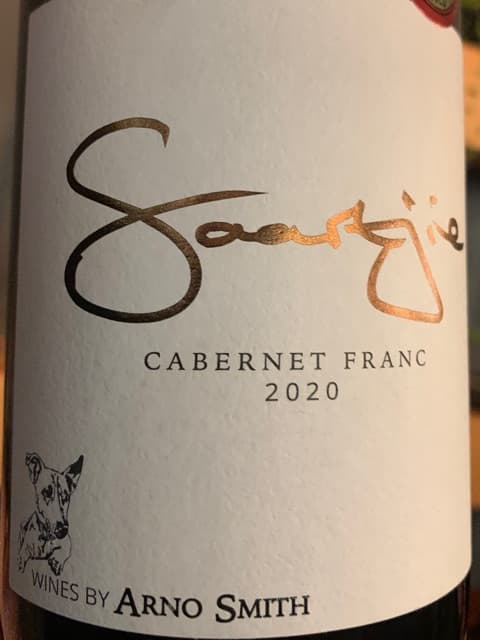 Saartjie
CABERNET FRANC
2020
WINES BY ARNO SMITH